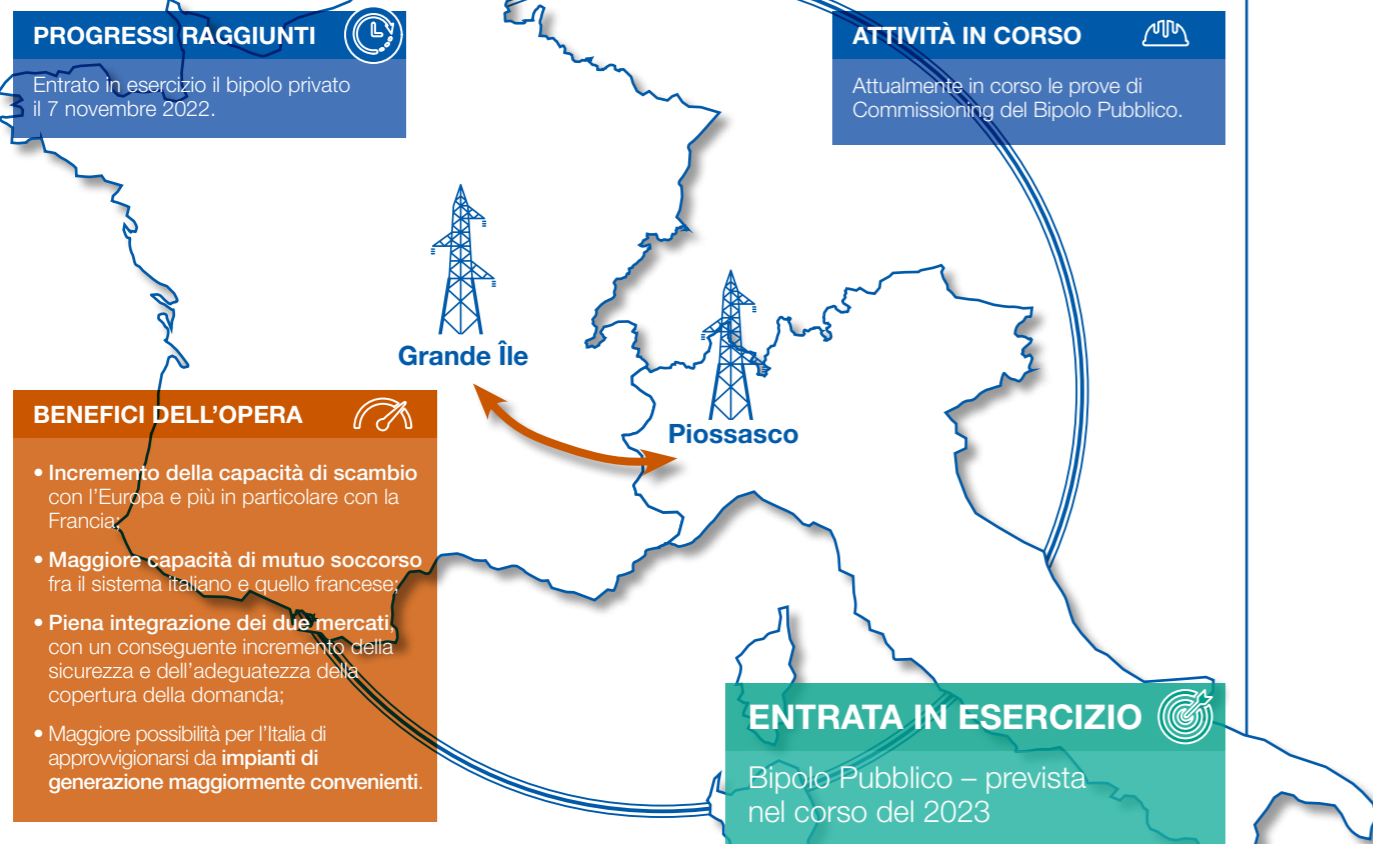 PROGRESSI RAGGIUNTI
Entrato in esercizio il bipolo privato
il 7 novembre 2022.
ATTIVITÀ IN CORSO
Attualmente in corso le prove di
Commissioning del Bipolo Pubblico.
Grande Île
Piossasco
BENEFICI DELL’OPERA
• Incremento della capacità di scambio
con l’Europa e più in particolare con la
Francia;
• Maggiore capacità di mutuo soccorso
fra il sistema italiano e quello francese;
• Piena integrazione dei due mercati,
con un conseguente incremento della
sicurezza e dell’adeguatezza della
copertura della domanda;
• Maggiore possibilità per l’Italia di
approvvigionarsi da impianti di
generazione maggiormente convenienti.
ENTRATA IN ESERCIZIO
Bipolo Pubblico – prevista
nel corso del 2023